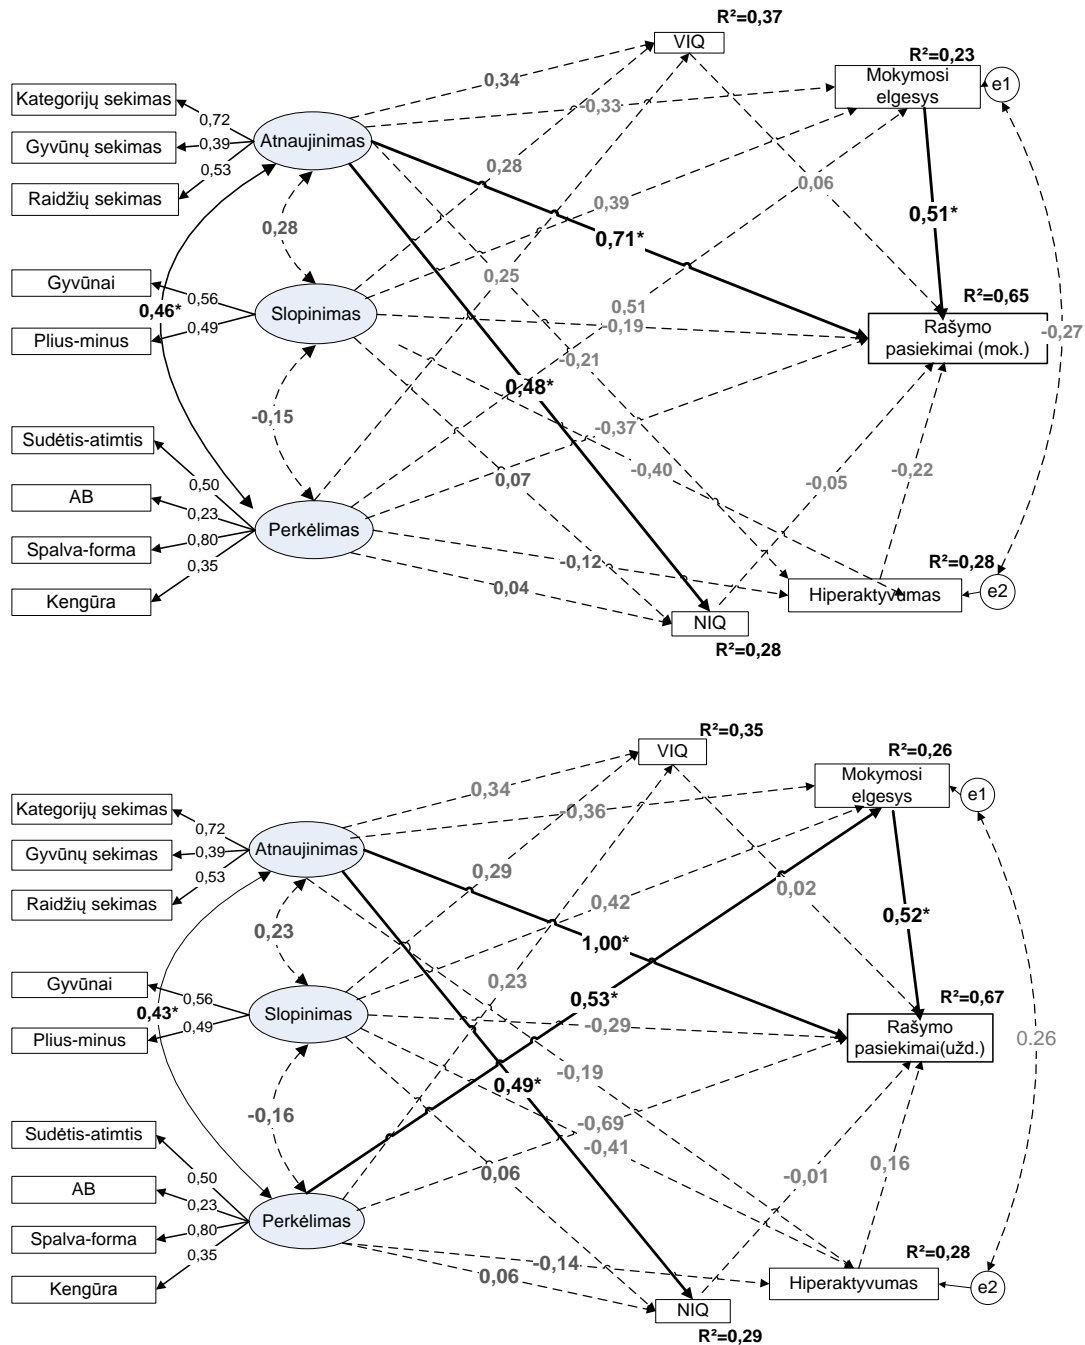 R²=0,37
VIQ
R²=0,23
Mokymosi
elgesys
e1
0,34
0,33
Kategorijų sekimas
0,72
Gyvūnų sekimas
0,39
Atnaujinimas
0,53
Raidžių sekimas
0,28
0,06
0,39
0,51*
0,28
0,71*
0,25
Gyvūnai
0,56
R²=0,65
0,46*
Slopinimas
0,51
-0,19
Plius-minus
0,49
Rašymo
pasiekimai (mok.)
-0,27
-0,21
0,48*
-0,15
-0,37
Sudėtis-atimtis
-0,40
-0,22
0,07
-0,05
0,50
AB
0,23
Perkėlimas
Spalva-forma
0,80
0,35
-0,12
R²=0,28
0,04
Hiperaktyvumas
e2
Kengūra
NIQ
R²=0,28
R²=0,35
VIQ
R²=0,26
Mokymosi
elgesys
e1
0,34
0,36
Kategorijų sekimas
0,72
Gyvūnų sekimas
0,39
Atnaujinimas
0,53
Raidžių sekimas
0,29
0,02
0,42
0,52*
0,23
1,00*
0,23
Gyvūnai
0,56
0,53*
R²=0,67
0,43*
Slopinimas
-0,29
Plius-minus
0,49
Rašymo
pasiekimai(užd.)
0.26
-0,19
0,49*
-0,16
-0,69
Sudėtis-atimtis
-0,41
0,16
0,06
-0,01
0,50
AB
0,23
Perkėlimas
Spalva-forma
0,80
0,35
-0,14
R²=0,28
0,06
Hiperaktyvumas
e2
Kengūra
NIQ
R²=0,29